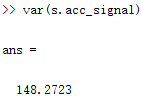 >> var(s.acc_signal)
ans =
148.2723